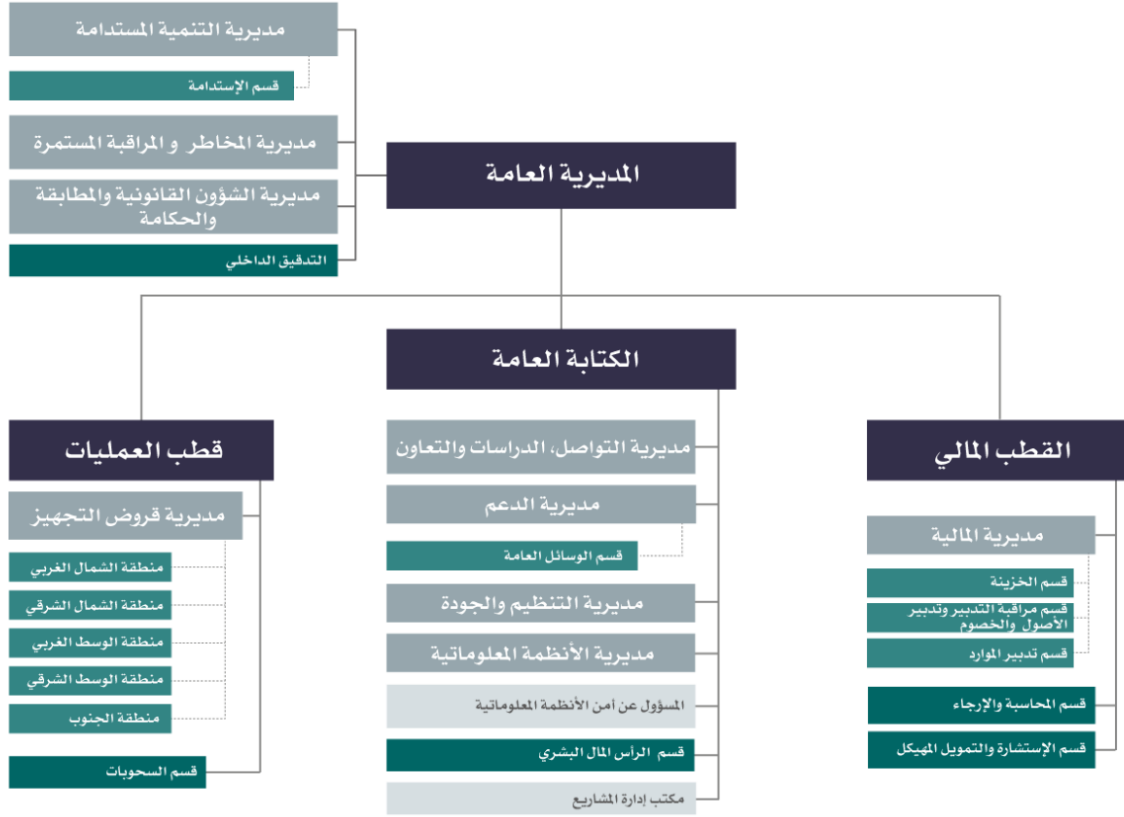 مديرية التنمية المستدامة
قسم الإستدامة
مديرية المخاطر و المراقبة المستمرة
مديرية الشؤون القانونية والمطابقة
والحكامة
التدقيق الداخلي
المديرية العامة
الكتابة العامة
مديرية التواصل، الدراسات والتعاون
مديرية الدعم
قسم الوسائل العامة
مديرية التنظيم والجودة
مديرية الأنظمة المعلوماتية
المسؤول عن أمن الأنظمة المعلوماتية
قسم الرأس المال البشري
مكتب إدارة المشاريع
القطب المالي
مديرية المالية
قسم الخزينة
قسم مراقبة التدبير وتدبير
الأصول والخصوم
قسم تدبير الموارد
قسم المحاسبة والإرجاء
قسم الإستشارة والتمويل المهيكل
قطب العمليات
مديرية قروض التجهيز
منطقة الشمال الغربي
منطقة الشمال الشرقي
منطقة الوسط الغربي
منطقة الوسط الشرقي
منطقة الجنوب
قسم السحوبات